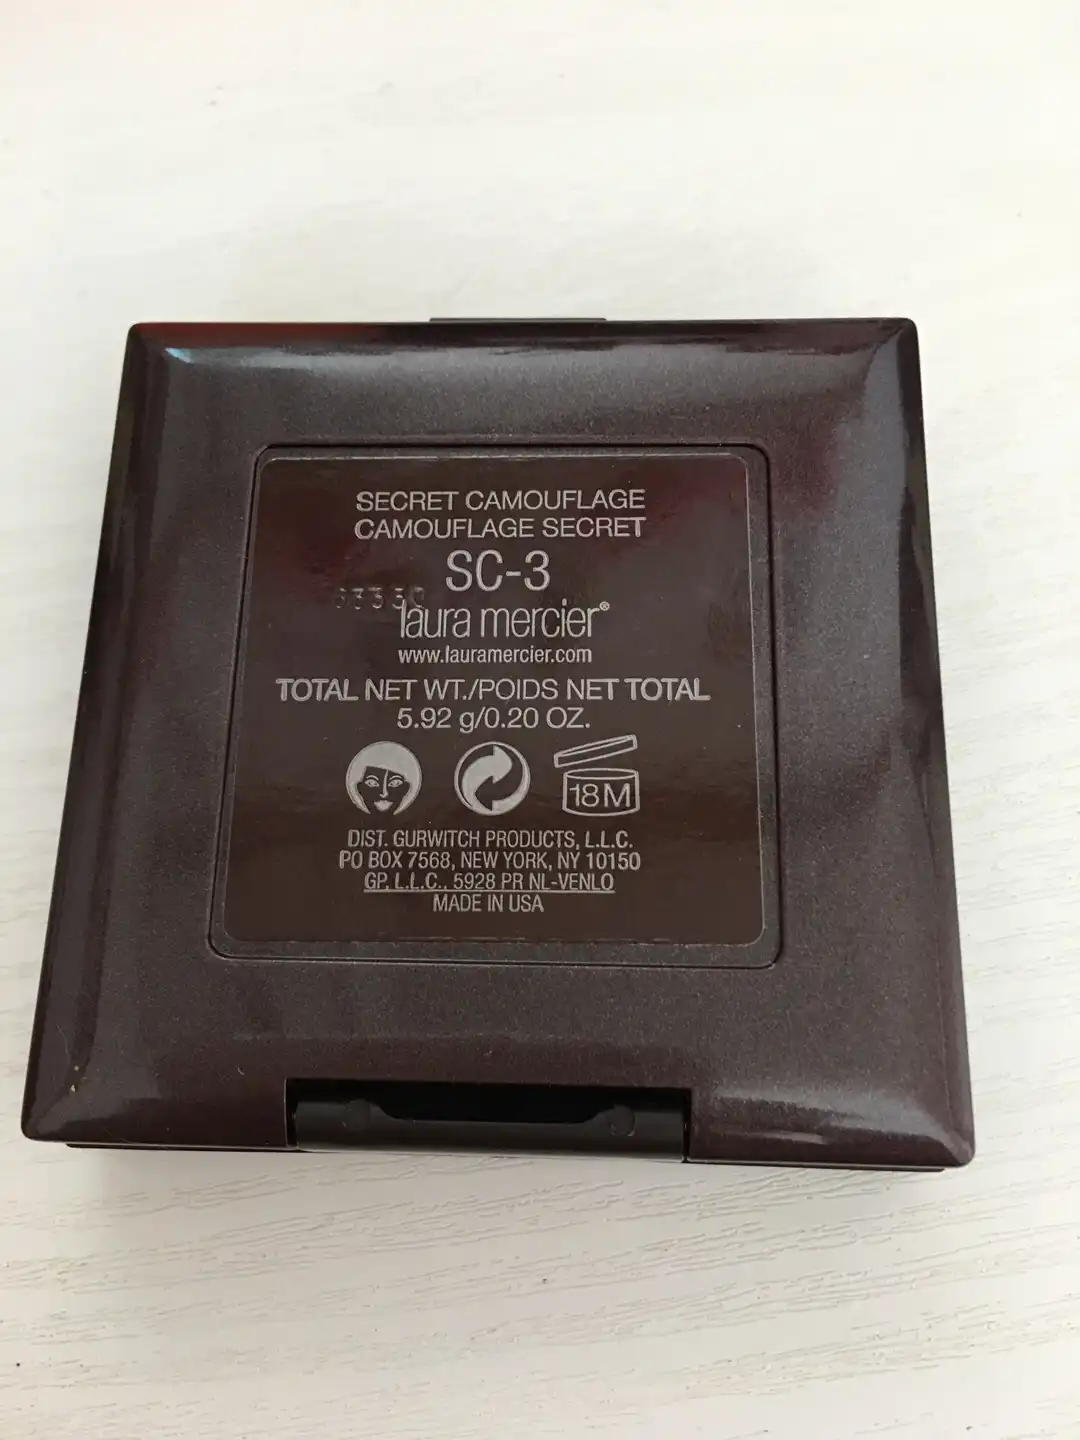 SECRET CAMOUFLAGE
CAMOUFLAGE SECRET
SC-3
laura mercier®
www.lauramercier.com
TOTAL NET WT./POIDS NET TOTAL
5.92 g/0.20 OZ.
18M
DIST. GURWITCH PRODUCTS, L.L.C.
PO BOX 7568, NEW YORK, NY 10150
GP, L.L.C., 5928 PR NL-VENLO
MADE IN USA